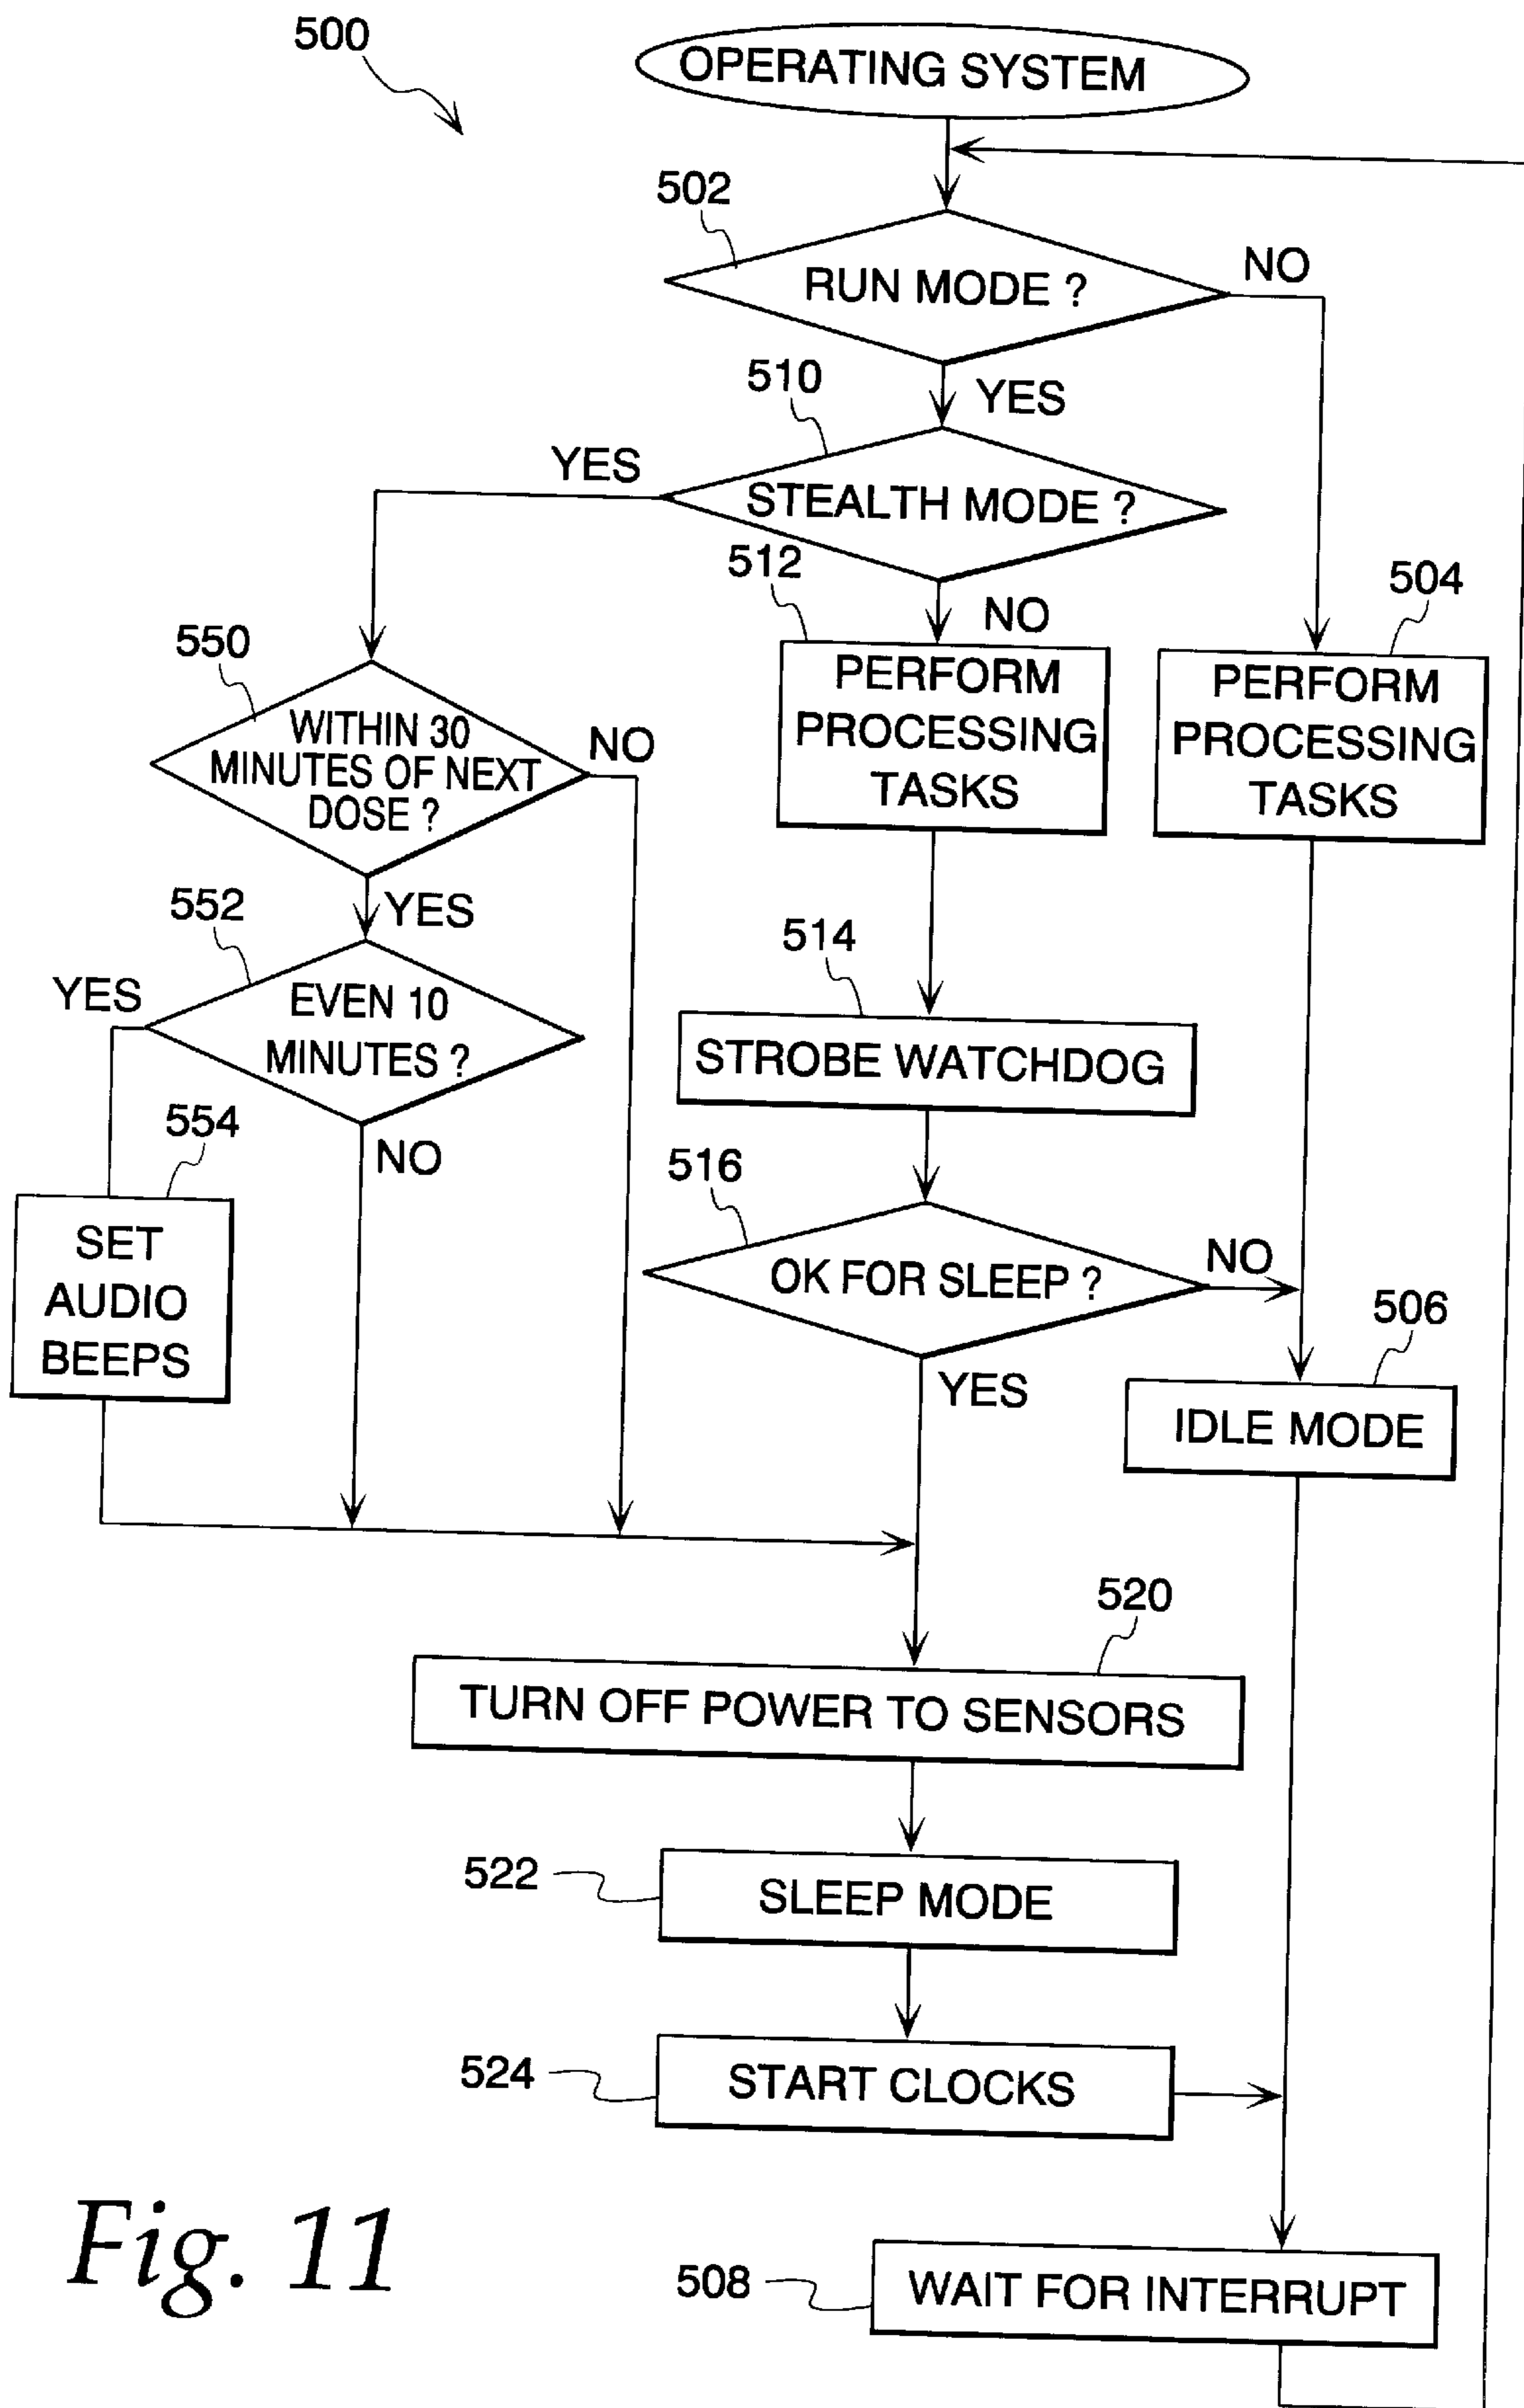 500
OPERATING SYSTEM
502
RUN MODE ?
NO
YES
510
YES
STEALTH MODE ?
512
NO
504
PERFORM
PROCESSING
TASKS
PERFORM
PROCESSING
TASKS
550
WITHIN 30
MINUTES OF NEXT
DOSE ?
NO
YES
552
YES
EVEN 10
MINUTES ?
NO
554
SET
AUDIO
BEEPS
514
STROBE WATCHDOG
516
OK FOR SLEEP ?
NO
YES
506
IDLE MODE
520
TURN OFF POWER TO SENSORS
522
SLEEP MODE
524
START CLOCKS
508
WAIT FOR INTERRUPT
Fig. 11